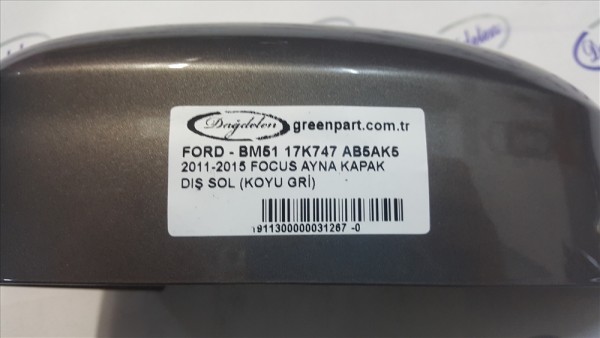 Dağdelen greenpart.com.tr
FORD - BM51 17K747 AB5AK5
2011-2015 FOCUS AYNA KAPAK
DIŞ SOL (KOYU GRİ)
1911300000031267 -0